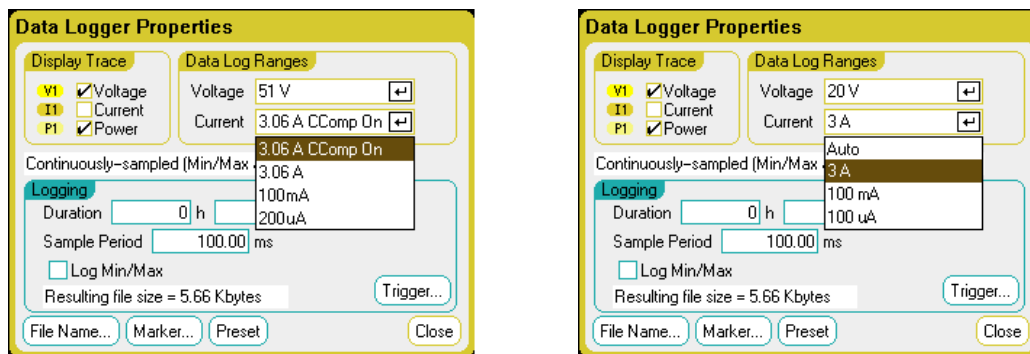 Data Logger Properties
Display Trace
V1 Voltage
I1 Current
P1 Power
Data Log Ranges
Voltage 51 V
Current 3.06 A CComp On
3.06 A CComp On
3.06 A
100mA
200uA
Continuously-sampled (Min/Max
Logging
Duration 0 h
Sample Period 100.00 ms
Log Min/Max
Resulting file size = 5.66 Kbytes
Trigger...
File Name... Marker... Preset Close
Data Logger Properties
Display Trace
V1 Voltage
I1 Current
P1 Power
Data Log Ranges
Voltage 20 V
Current 3 A
Auto
3 A
100 mA
100 uA
Continuously-sampled (Min/Max
Logging
Duration 0 h
Sample Period 100.00 ms
Log Min/Max
Resulting file size = 5.66 Kbytes
Trigger...
File Name... Marker... Preset Close